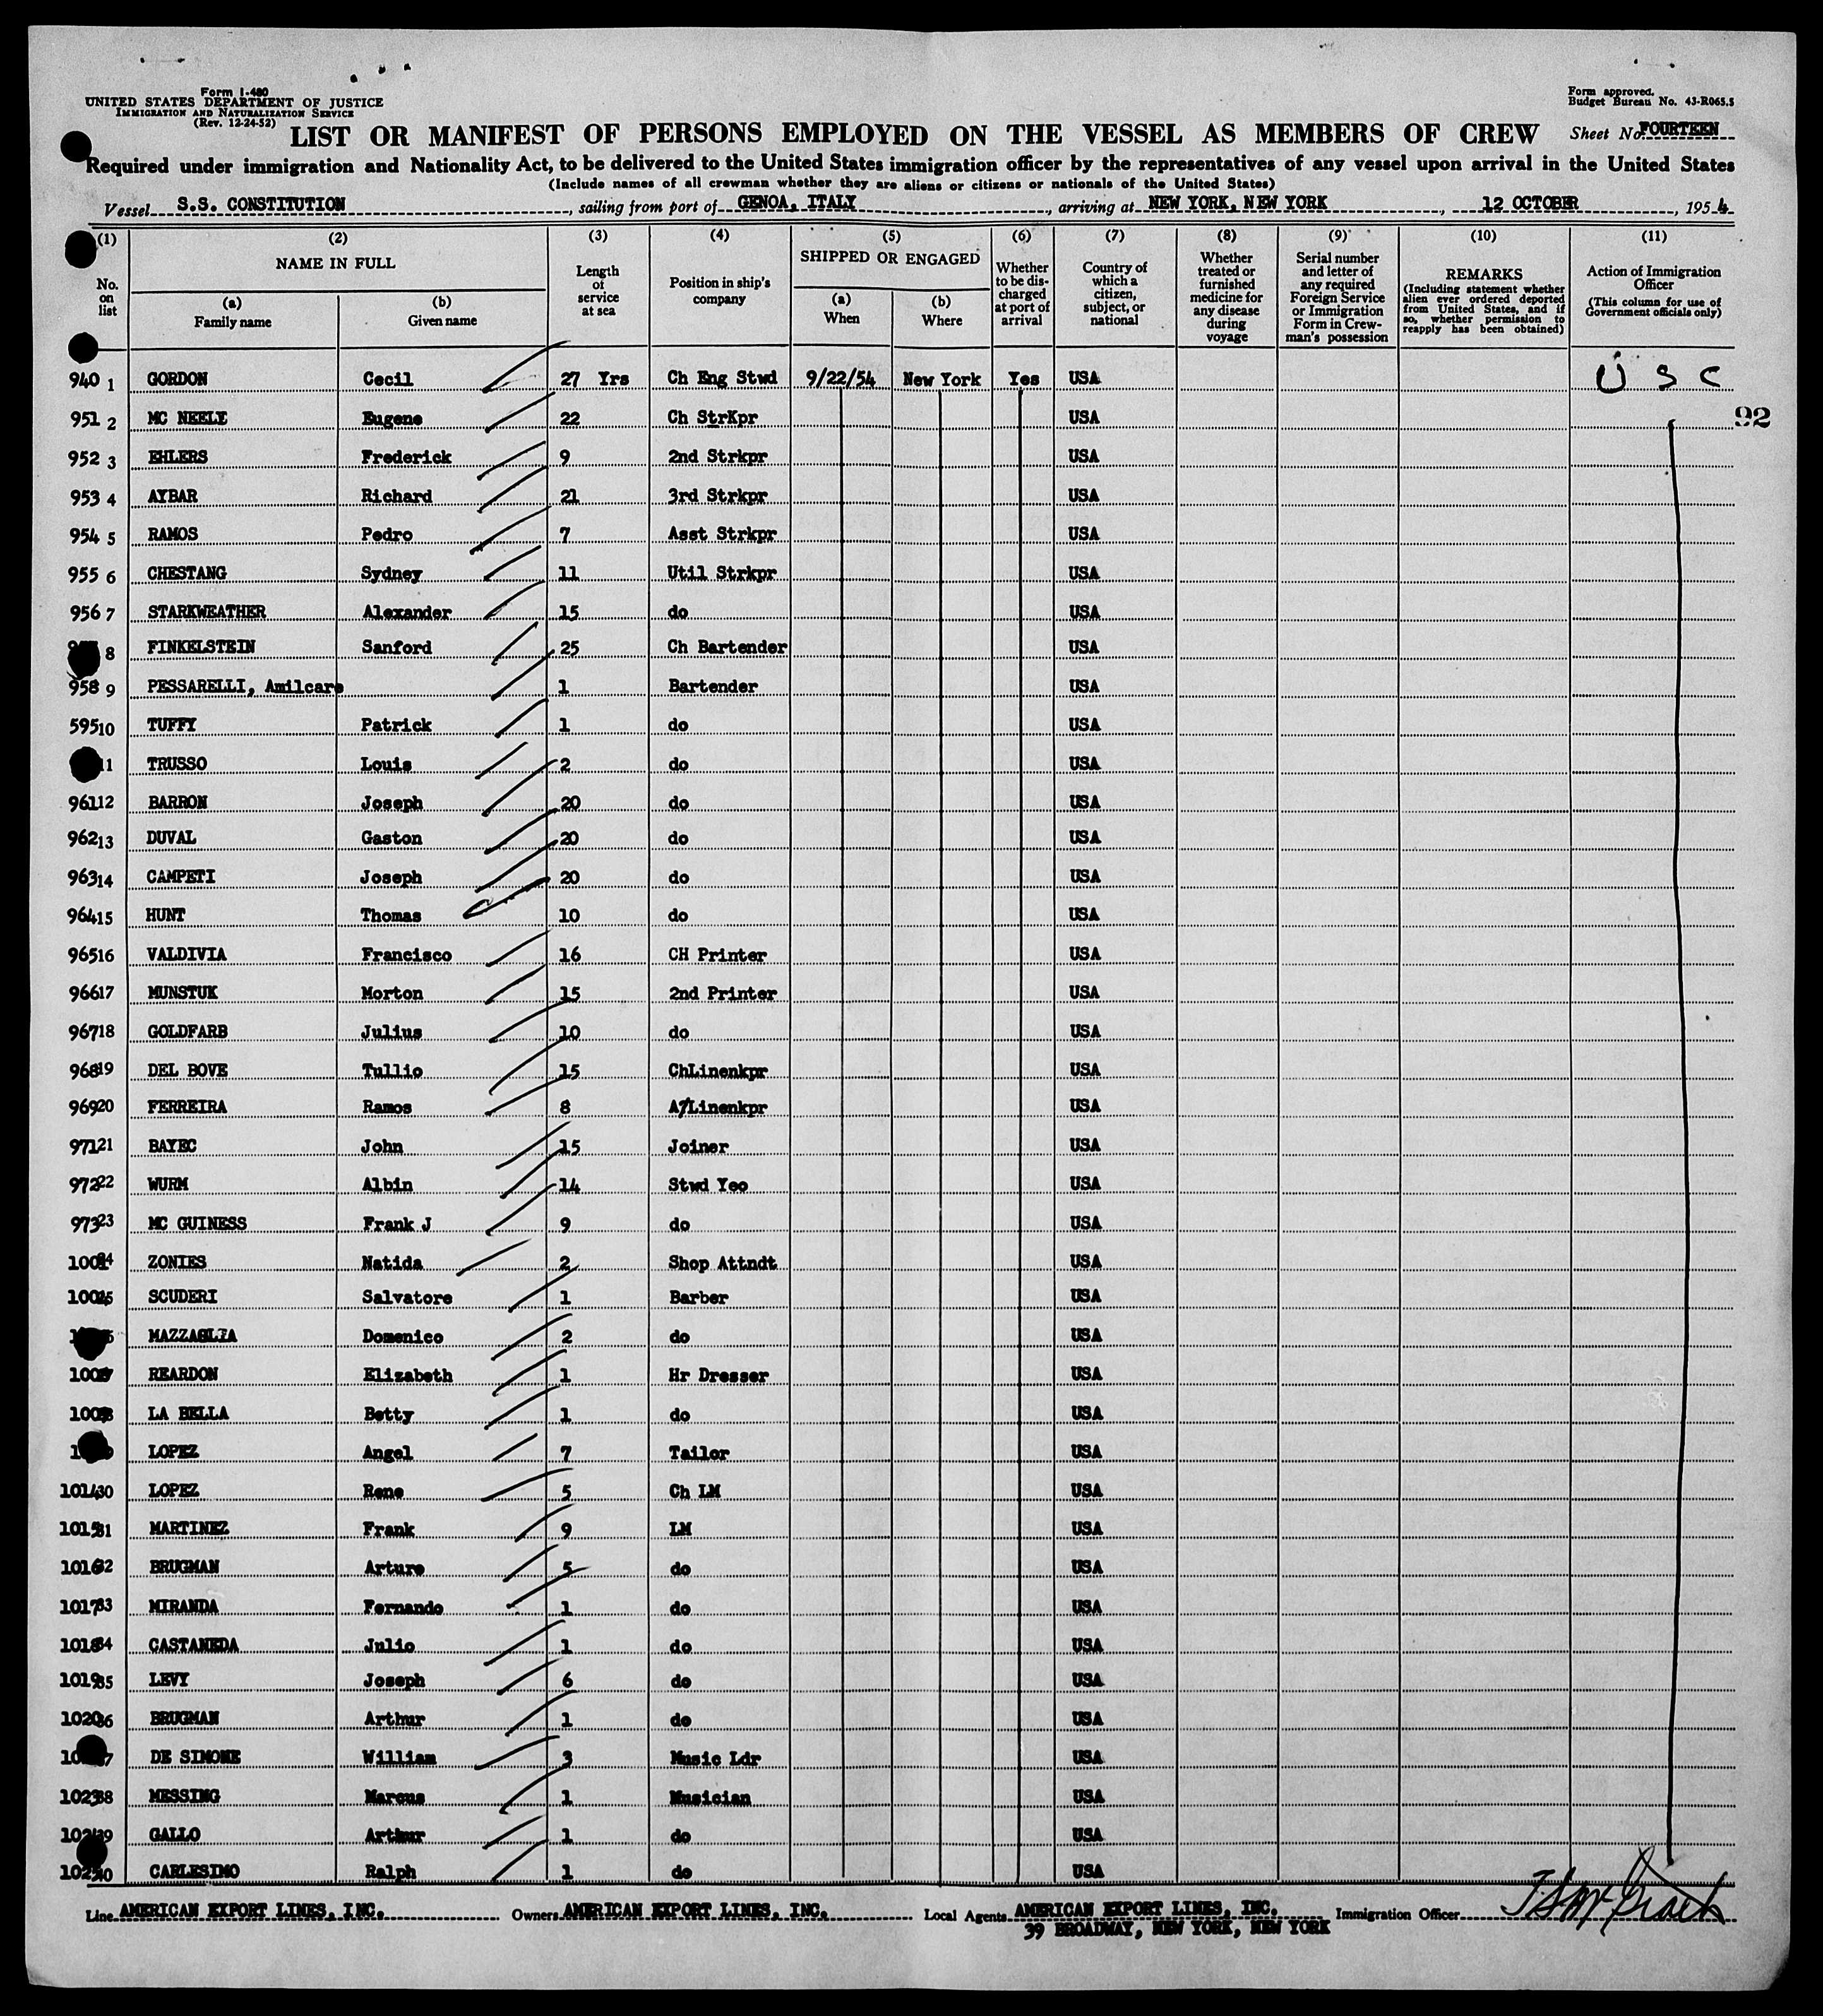 Form I-480
UNITED STATES DEPARTMENT OF JUSTICE
IMMIGRATION AND NATURALIZATION SERVICE
(Rev. 12-24-52)
Form approved.
Budget Bureau No. 43-R065.5
LIST OR MANIFEST OF PERSONS EMPLOYED ON THE VESSEL AS MEMBERS OF CREW
Sheet No. FOURTEEN
Required under immigration and Nationality Act, to be delivered to the United States immigration officer by the representatives of any vessel upon arrival in the United States
(Include names of all crewman whether they are aliens or citizens or nationals of the United States)
Vessel S.S. CONSTITUTION, sailing from port of GENOA, ITALY, arriving at NEW YORK, NEW YORK, 12 OCTOBER, 1954
(1) (2) (3) (4) (5) (6) (7) (8) (9) (10) (11)
No. on list
NAME IN FULL
(a) Family name
(b) Given name
Length of service at sea
Position in ship's company
SHIPPED OR ENGAGED
(a) When
(b) Where
Whether to be discharged at port of arrival
Country of which a citizen, subject, or national
Whether treated or furnished medicine for any disease during voyage
Serial number and letter of any required Foreign Service or Immigration Form in Crewman's possession
REMARKS
(Including statement whether alien ever ordered deported from United States, and if so, whether permission to reapply has been obtained)
Action of Immigration Officer
(This column for use of Government officials only)
940 1 GORDON Cecil 27 Yrs Ch Eng Stwd 9/22/54 New York Yes USA U S C
92
951 2 MC NEELY Eugene 22 Ch StrKpr USA
952 3 EHLERS Frederick 9 2nd Strkpr USA
953 4 AYBAR Richard 21 3rd Strkpr USA
954 5 RAMOS Pedro 7 Asst Strkpr USA
955 6 CHESTANG Sydney 11 Util Strkpr USA
956 7 STARKWEATHER Alexander 15 do USA
8 FINKELSTEIN Sanford 25 Ch Bartender USA
958 9 PESSARELLI, Amilcare 1 Bartender USA
595 10 TUFFY Patrick 1 do USA
11 TRUSSO Louis 2 do USA
961 12 BARRON Joseph 20 do USA
962 13 DUVAL Gaston 20 do USA
963 14 CAMPETI Joseph 20 do USA
964 15 HUNT Thomas 10 do USA
965 16 VALDIVIA Francisco 16 CH Printer USA
966 17 MUNSTUK Morton 15 2nd Printer USA
967 18 GOLDFARB Julius 10 do USA
968 19 DEL BOVE Tullio 15 ChLinenkpr USA
969 20 FERREIRA Ramos 8 A/Linenkpr USA
971 21 BAYEC John 15 Joiner USA
972 22 WURM Albin 14 Stwd Yeo USA
973 23 MC GUINESS Frank J 9 do USA
ZONIES Natida 2 Shop Attndt USA
SCUDERI Salvatore 1 Barber USA
MAZZAGLIA Domenico 2 do USA
REARDON Elizabeth 1 Hr Dresser USA
LA BELLA Betty 1 do USA
LOPEZ Angel 7 Tailor USA
1014 30 LOPEZ Rene 5 Ch LM USA
1015 31 MARTINEZ Frank 9 LM USA
1016 32 BRUGMAN Arturo 5 do USA
1017 33 MIRANDA Fernando 1 do USA
1018 34 CASTANEDA Julio 1 do USA
1019 35 LEVY Joseph 6 do USA
1020 36 BRUGMAN Arthur 1 do USA
DE SIMONE William 3 Music Ldr USA
1023 38 MESSING Marcus 1 Musician USA
39 GALLO Arthur 1 do USA
1025 40 CARLESIMO Ralph 1 do USA
Line AMERICAN EXPORT LINES, INC. Owners AMERICAN EXPORT LINES, INC. Local Agents AMERICAN EXPORT LINES, INC. Immigration Officer
39 BROADWAY, NEW YORK, NEW YORK